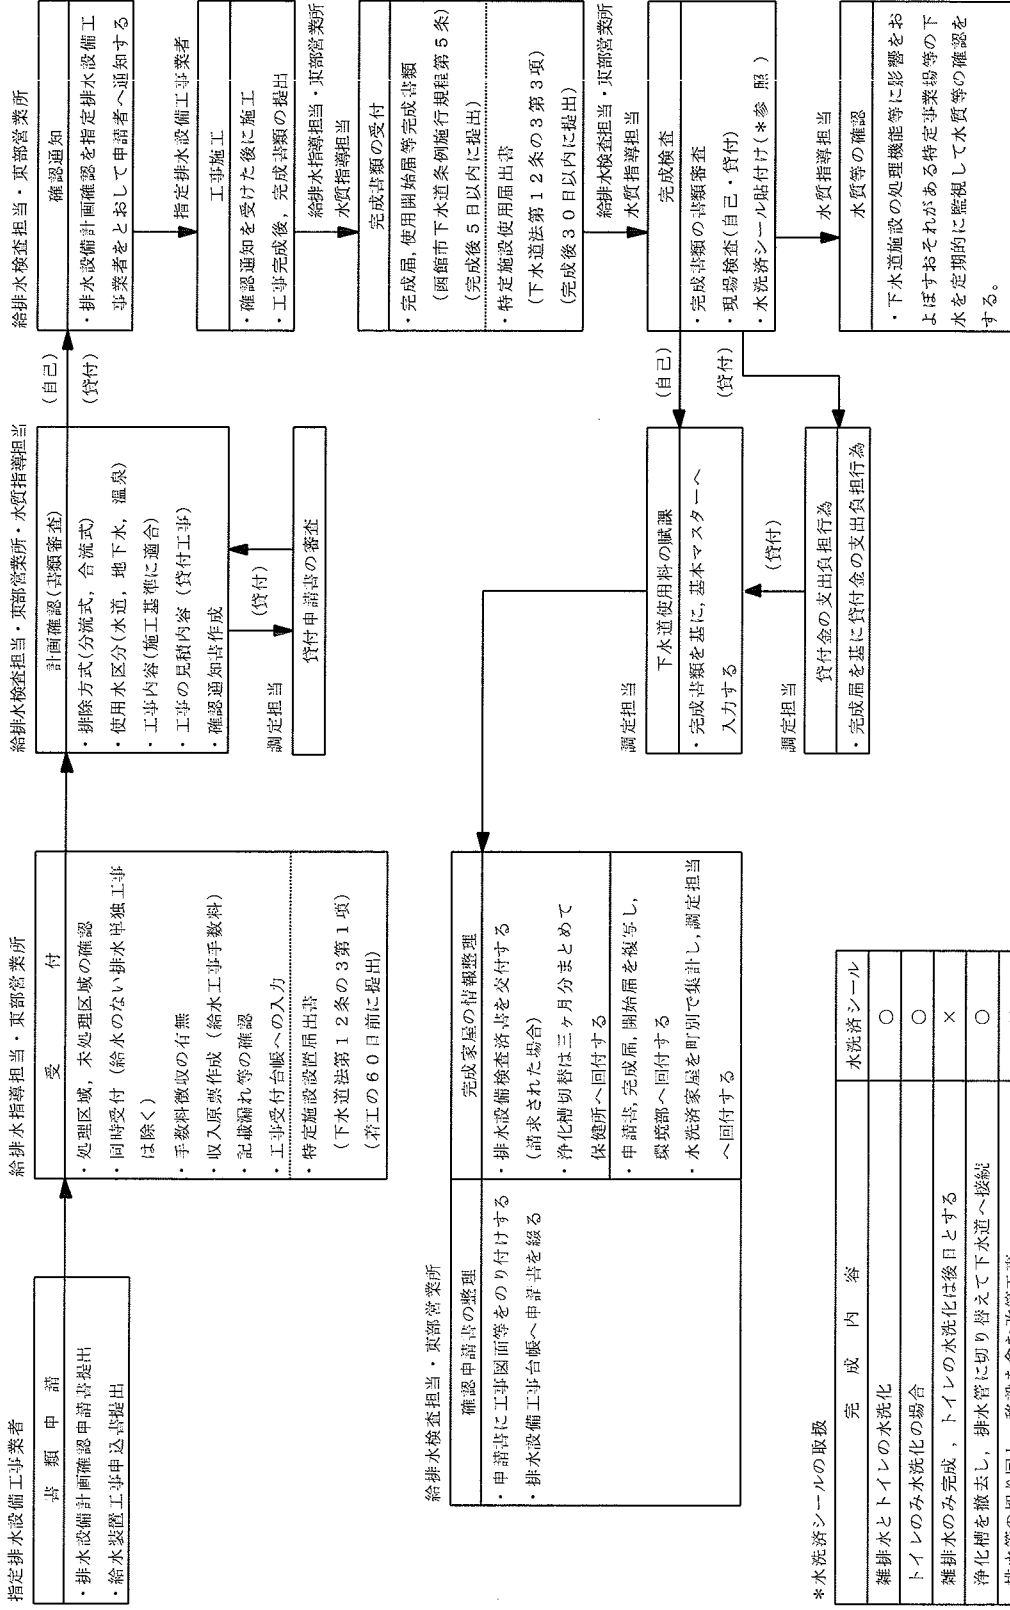 指定排水設備工事業者
書類申請
・排水設備計画確認申請書提出
・給水装置工事申込書提出
給排水指導担当・東部営業所
受付
・処理区域，未処理区域の確認
・同時受付（給水のない排水単独工事
は除く）
・手数料徴収の有無
・収入原票作成（給水工事手数料）
・記載漏れ等の確認
・工事受付台帳への入力
・特定施設設置届出書
（下水道法第１２条の３第１項）
（着工の６０日前に提出）
給排水検査担当・東部営業所・水質指導担当
計画確認（書類審査）
・排除方式（分流式，合流式）
・使用水区分（水道，地下水，温泉）
・工事内容（施工基準に適合）
・工事の見積内容（貸付工事）
・確認通知書作成
（貸付）
調定担当
貸付申請書の審査
（自己）
（貸付）
給排水検査担当・東部営業所
確認通知
・排水設備計画確認を指定排水設備工
事業者をとおして申請者へ通知する
指定排水設備工事業者
工事施工
・確認通知を受けた後に施工
・工事完成後，完成書類の提出
給排水指導担当・東部営業所
水質指導担当
完成書類の受付
・完成届，使用開始届等完成書類
（函館市下水道条例施行規程第５条）
（完成後５日以内に提出）
・特定施設使用届出書
（下水道法第１２条の３第３項）
（完成後３０日以内に提出）
給排水検査担当・東部営業所
水質指導担当
完成検査
・完成書類の書類審査
・現場検査（自己・貸付）
・水洗済シール貼付け（＊参照）
水質指導担当
水質等の確認
・下水道施設の処理機能等に影響をお
よぼすおそれがある特定事業場等の下
水を定期的に監視して水質等の確認を
する。
（自己）
（貸付）
調定担当
下水道使用料の賦課
・完成書類を基に，基本マスターへ
入力する
（貸付）
調定担当
貸付金の支出負担行為
・完成届を基に貸付金の支出負担行為
給排水検査担当・東部営業所
確認申請書の整理
・申請書に工事図面等をのり付けする
・排水設備工事台帳へ申請書を綴る
完成家屋の情報整理
・排水設備検査済書を交付する
（請求された場合）
・浄化槽切替は三ヶ月分まとめて
保健所へ回付する
・申請書，完成届，開始届を複写し，
環境部へ回付する
・水洗済家屋を町別で集計し，調定担当
へ回付する
＊水洗済シールの取扱
完成内容 水洗済シール
雑排水とトイレの水洗化 ○
トイレのみ水洗化の場合 ○
雑排水のみ完成，トイレの水洗化は後日とする ×
浄化槽を撤去し，排水管に切り替えて下水道へ接続 ○